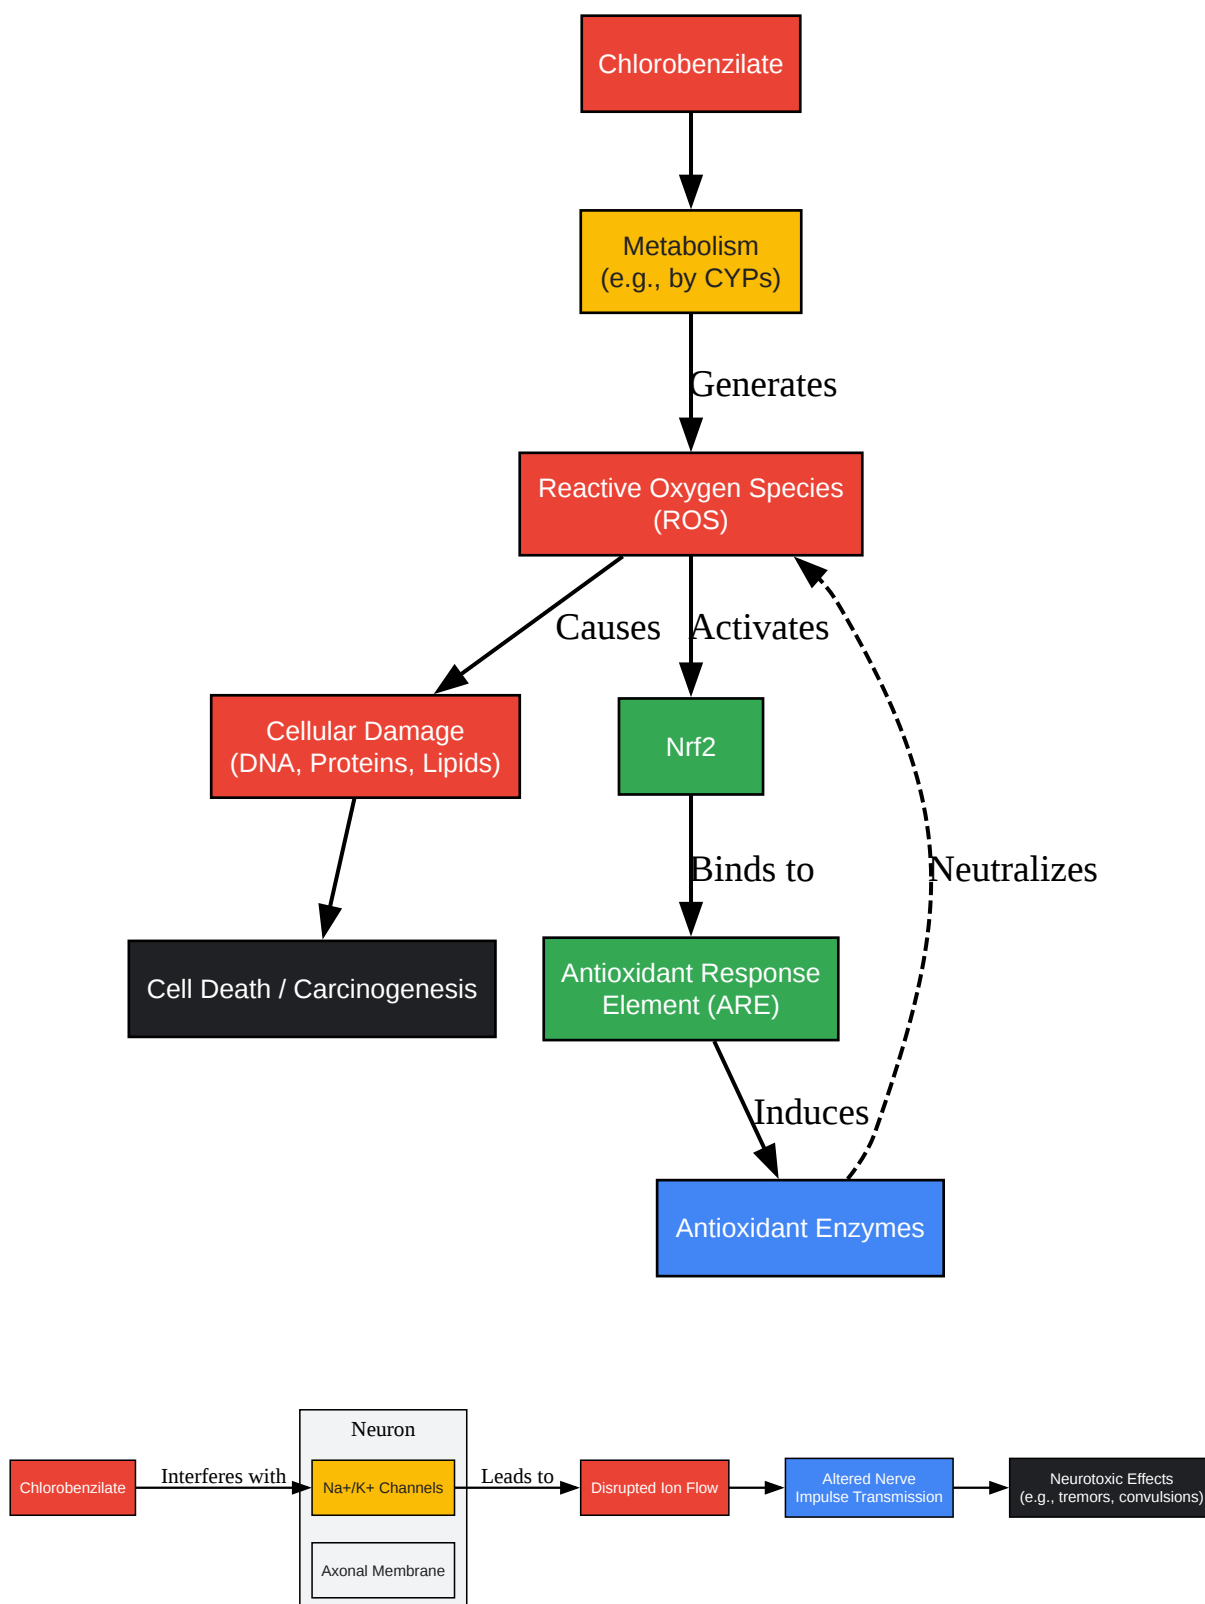 Chlorobenzilate
Metabolism
(e.g., by CYPs)
Generates
Reactive Oxygen Species
(ROS)
Causes
Activates
Cellular Damage
(DNA, Proteins, Lipids)
Nrf2
Binds to
Neutralizes
Cell Death / Carcinogenesis
Antioxidant Response
Element (ARE)
Induces
Antioxidant Enzymes
Chlorobenzilate
Interferes with
Neuron
Na+/K+ Channels
Axonal Membrane
Leads to
Disrupted Ion Flow
Altered Nerve
Impulse Transmission
Neurotoxic Effects
(e.g., tremors, convulsions)